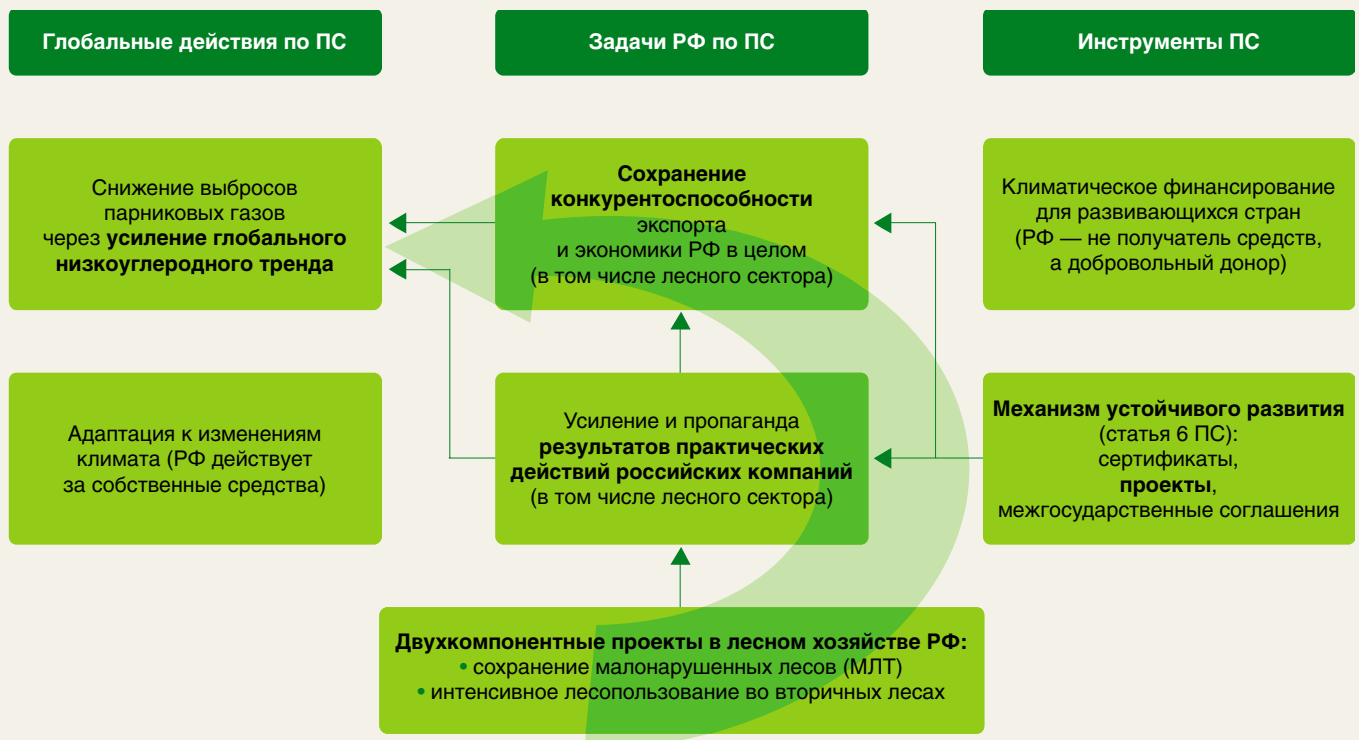 Глобальные действия по ПС
Задачи РФ по ПС
Инструменты ПС
Снижение выбросов
парниковых газов
через усиление глобального
низкоуглеродного тренда
Сохранение
конкурентоспособности
экспорта
и экономики РФ в целом
(в том числе лесного сектора)
Климатическое финансирование
для развивающихся стран
(РФ — не получатель средств,
а добровольный донор)
Адаптация к изменениям
климата (РФ действует
за собственные средства)
Усиление и пропаганда
результатов практических
действий российских компаний
(в том числе лесного сектора)
Механизм устойчивого развития
(статья 6 ПС):
сертификаты,
проекты,
межгосударственные соглашения
Двухкомпонентные проекты в лесном хозяйстве РФ:
• сохранение малонарушенных лесов (МЛТ)
• интенсивное лесопользование во вторичных лесах